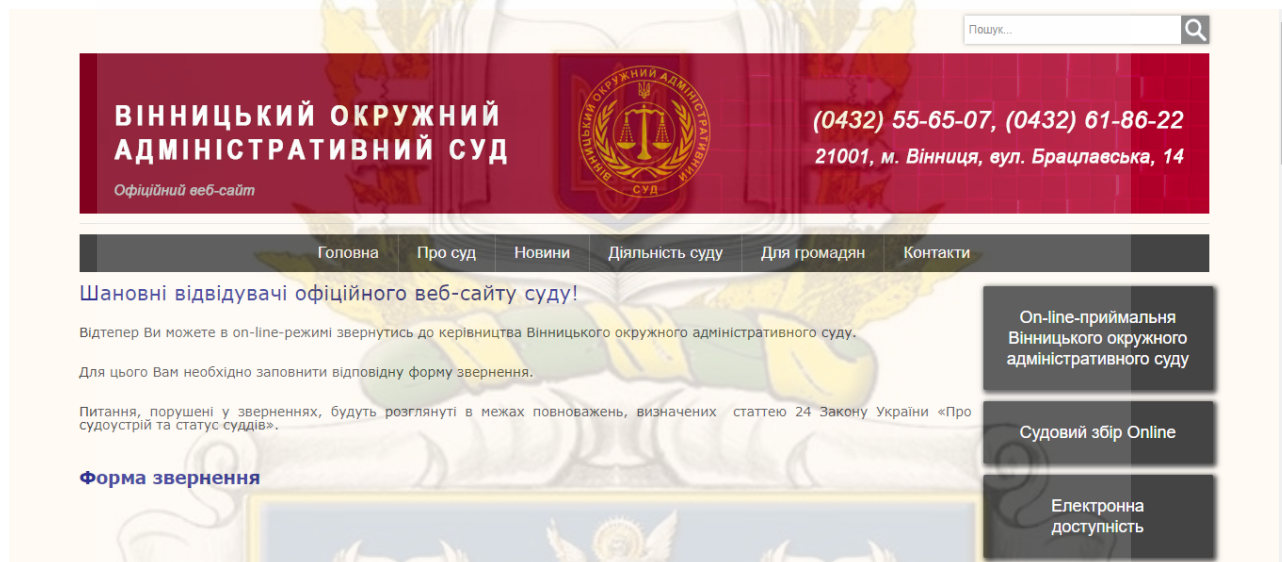 Пошук...
ВІННИЦЬКИЙ ОКРУЖНИЙ
АДМІНІСТРАТИВНИЙ СУД
Офіційний веб-сайт
ВІННИЦЬКИЙ ОКРУЖНИЙ АДМІНІСТРАТИВНИЙ
СУД
(0432) 55-65-07, (0432) 61-86-22
21001, м. Вінниця, вул. Брацлавська, 14
Головна Про суд Новини Діяльність суду Для громадян Контакти
Шановні відвідувачі офіційного веб-сайту суду!
Відтепер Ви можете в on-line-режимі звернутись до керівництва Вінницького окружного адміністративного суду.
Для цього Вам необхідно заповнити відповідну форму звернення.
Питання, порушені у зверненнях, будуть розглянуті в межах повноважень, визначених статтею 24 Закону України «Про
судоустрій та статус суддів».
Форма звернення
On-line-приймальня
Вінницького окружного
адміністративного суду
Судовий збір Online
Електронна
доступність